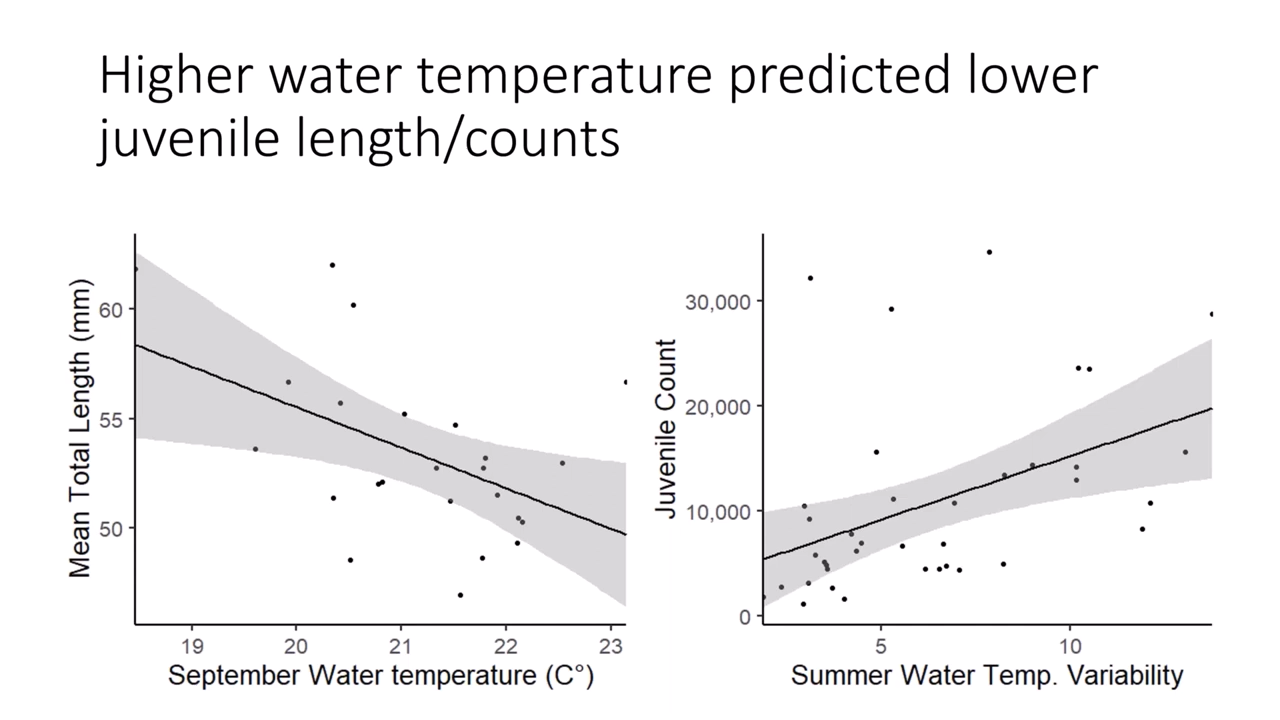 Higher water temperature predicted lower
juvenile length/counts
Mean Total Length (mm)
60
55
50
19 20 21 22 23
September Water temperature (C°)
Juvenile Count
30,000
20,000
10,000
0
5 10
Summer Water Temp. Variability